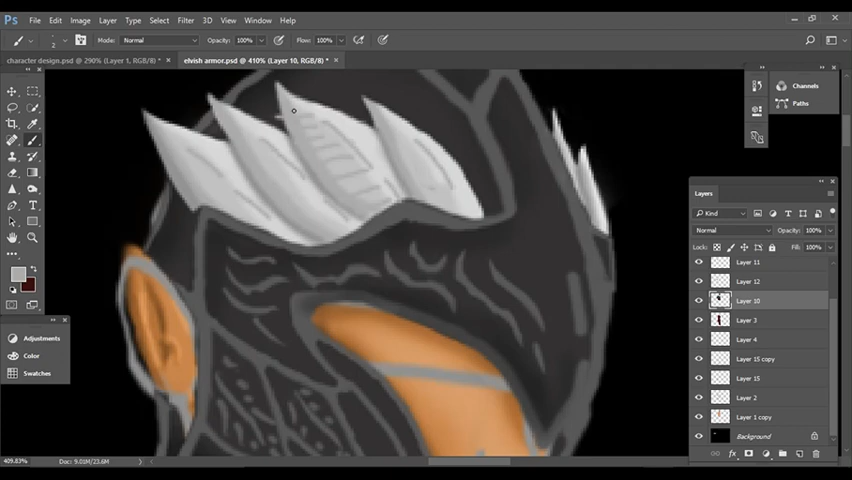 Ps File Edit Image Layer Type Select Filter 3D View Window Help
2 Mode: Normal Opacity: 100% Flow: 100%
character design.psd @ 290% (Layer 1, RGB/8) * × elvish armor.psd @ 410% (Layer 10, RGB/8) * ×
Channels
Paths
Layers
Kind
Normal Opacity: 100%
Lock: Fill: 100%
Layer 11
Layer 12
Layer 10
Layer 3
Layer 4
Layer 15 copy
Layer 15
Layer 2
Layer 1 copy
Background
fx
Adjustments
Color
Swatches
409.83% Doc: 9.01M/23.6M